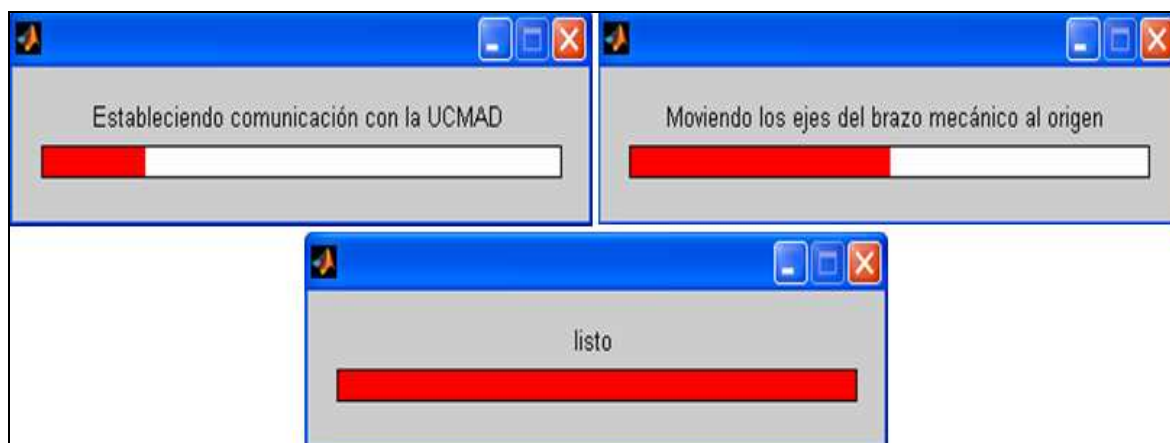 Estableciendo comunicación con la UCMAD
Moviendo los ejes del brazo mecánico al origen
listo